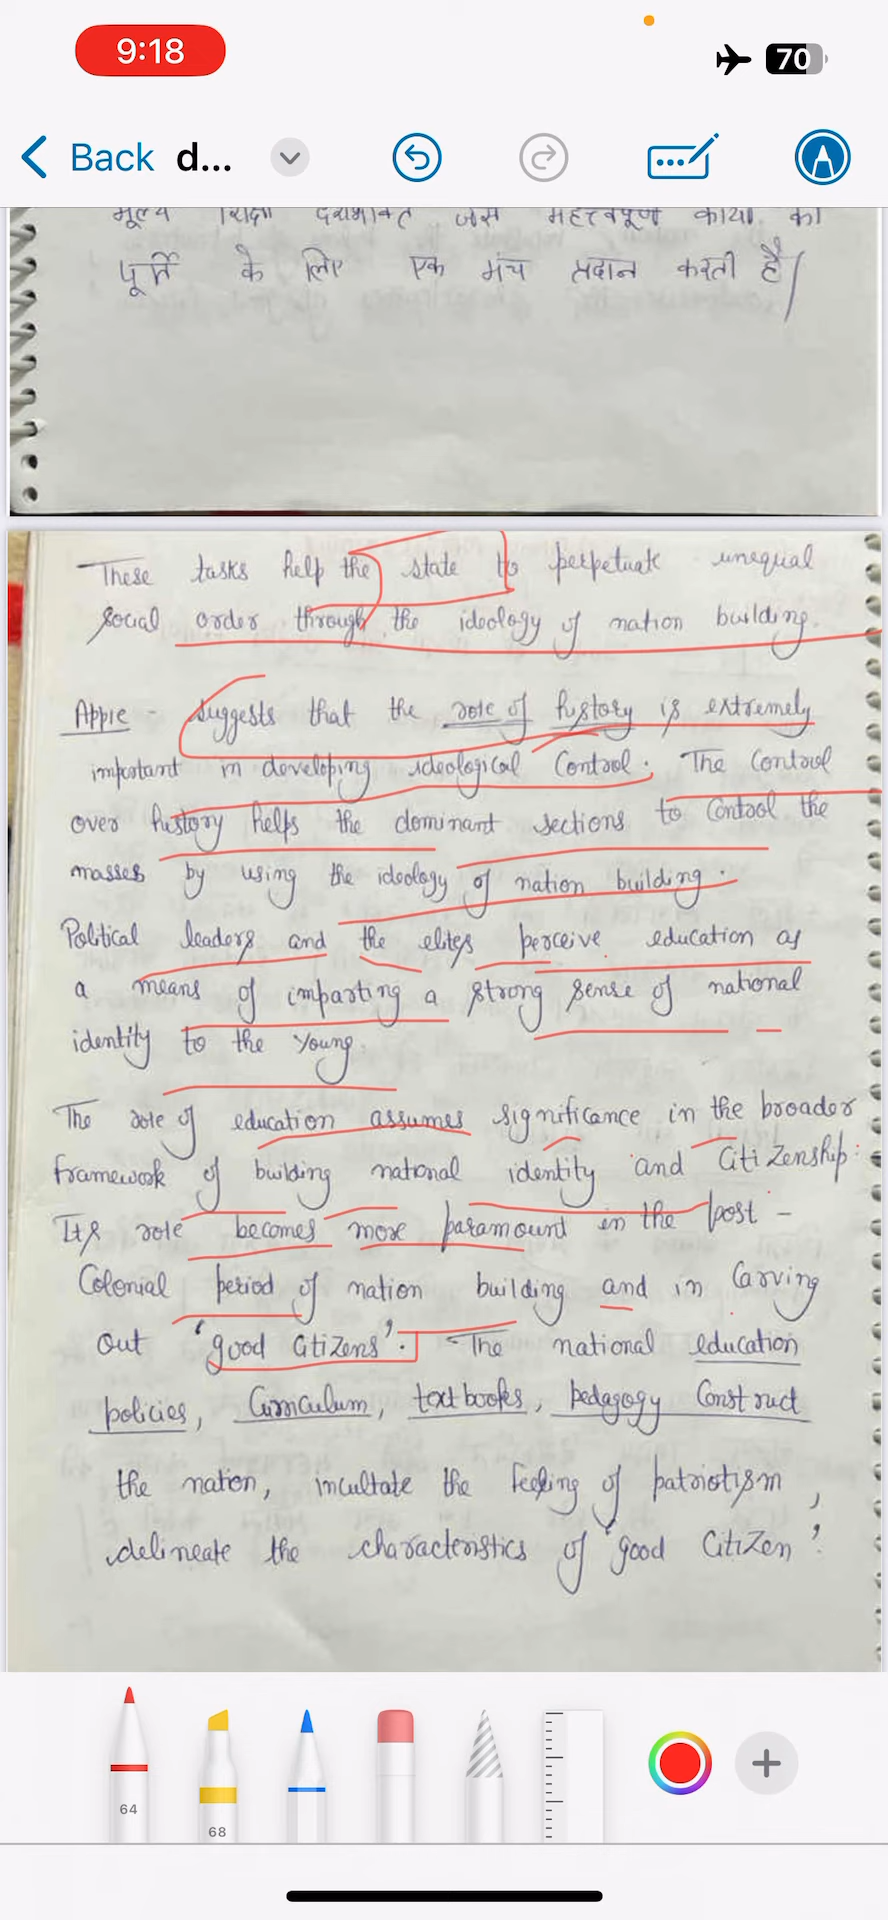 9:18
70
Back d...
मूल्य शिक्षा देशभक्ति जैसे महत्त्वपूर्ण कार्यो की
पूर्ति के लिए एक मंच प्रदान करती है/
These tasks help the state to perpetuate unequal
social order through the ideology of nation building.
Apple - suggests that the role of history is extremely
important in developing ideological Control. The Control
over history helps the dominant sections to Control the
masses by using the ideology of nation building.
Political leaders and the elites perceive education as
a means of imparting a strong sense of national
identity to the young.
The role of education assumes significance in the broader
framework of building national identity and Citizenship.
Its role becomes more paramount in the post -
Colonial period of nation building and in Carving
out 'good Citizens'. The national education
policies, Curriculum, textbooks, pedagogy Construct
the nation, incultate the feeling of patriotism,
delineate the characteristics of 'good Citizen'.
64
68